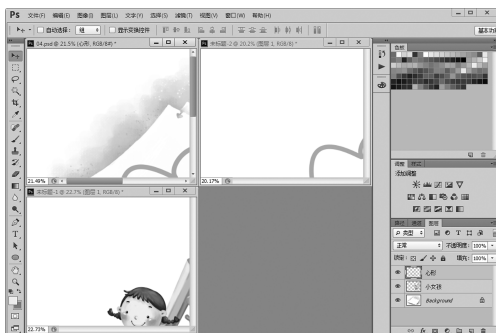 Ps 文件(F) 编辑(E) 图像(I) 图层(L) 文字(Y) 选择(S) 滤镜(T) 视图(V) 窗口(W) 帮助(H)
自动选择: 组 显示变换控件 基本功能
04.psd @ 21.5% (心形, RGB/8#) *
未标题-2 @ 20.2% (图层 1, RGB/8) *
21.49%
20.17%
未标题-1 @ 22.7% (图层 1, RGB/8) *
22.73%
色板
调整
添加调整
路径 通道 图层
类型
正常 不透明度: 100%
锁定: 填充: 100%
心形
小女孩
Background